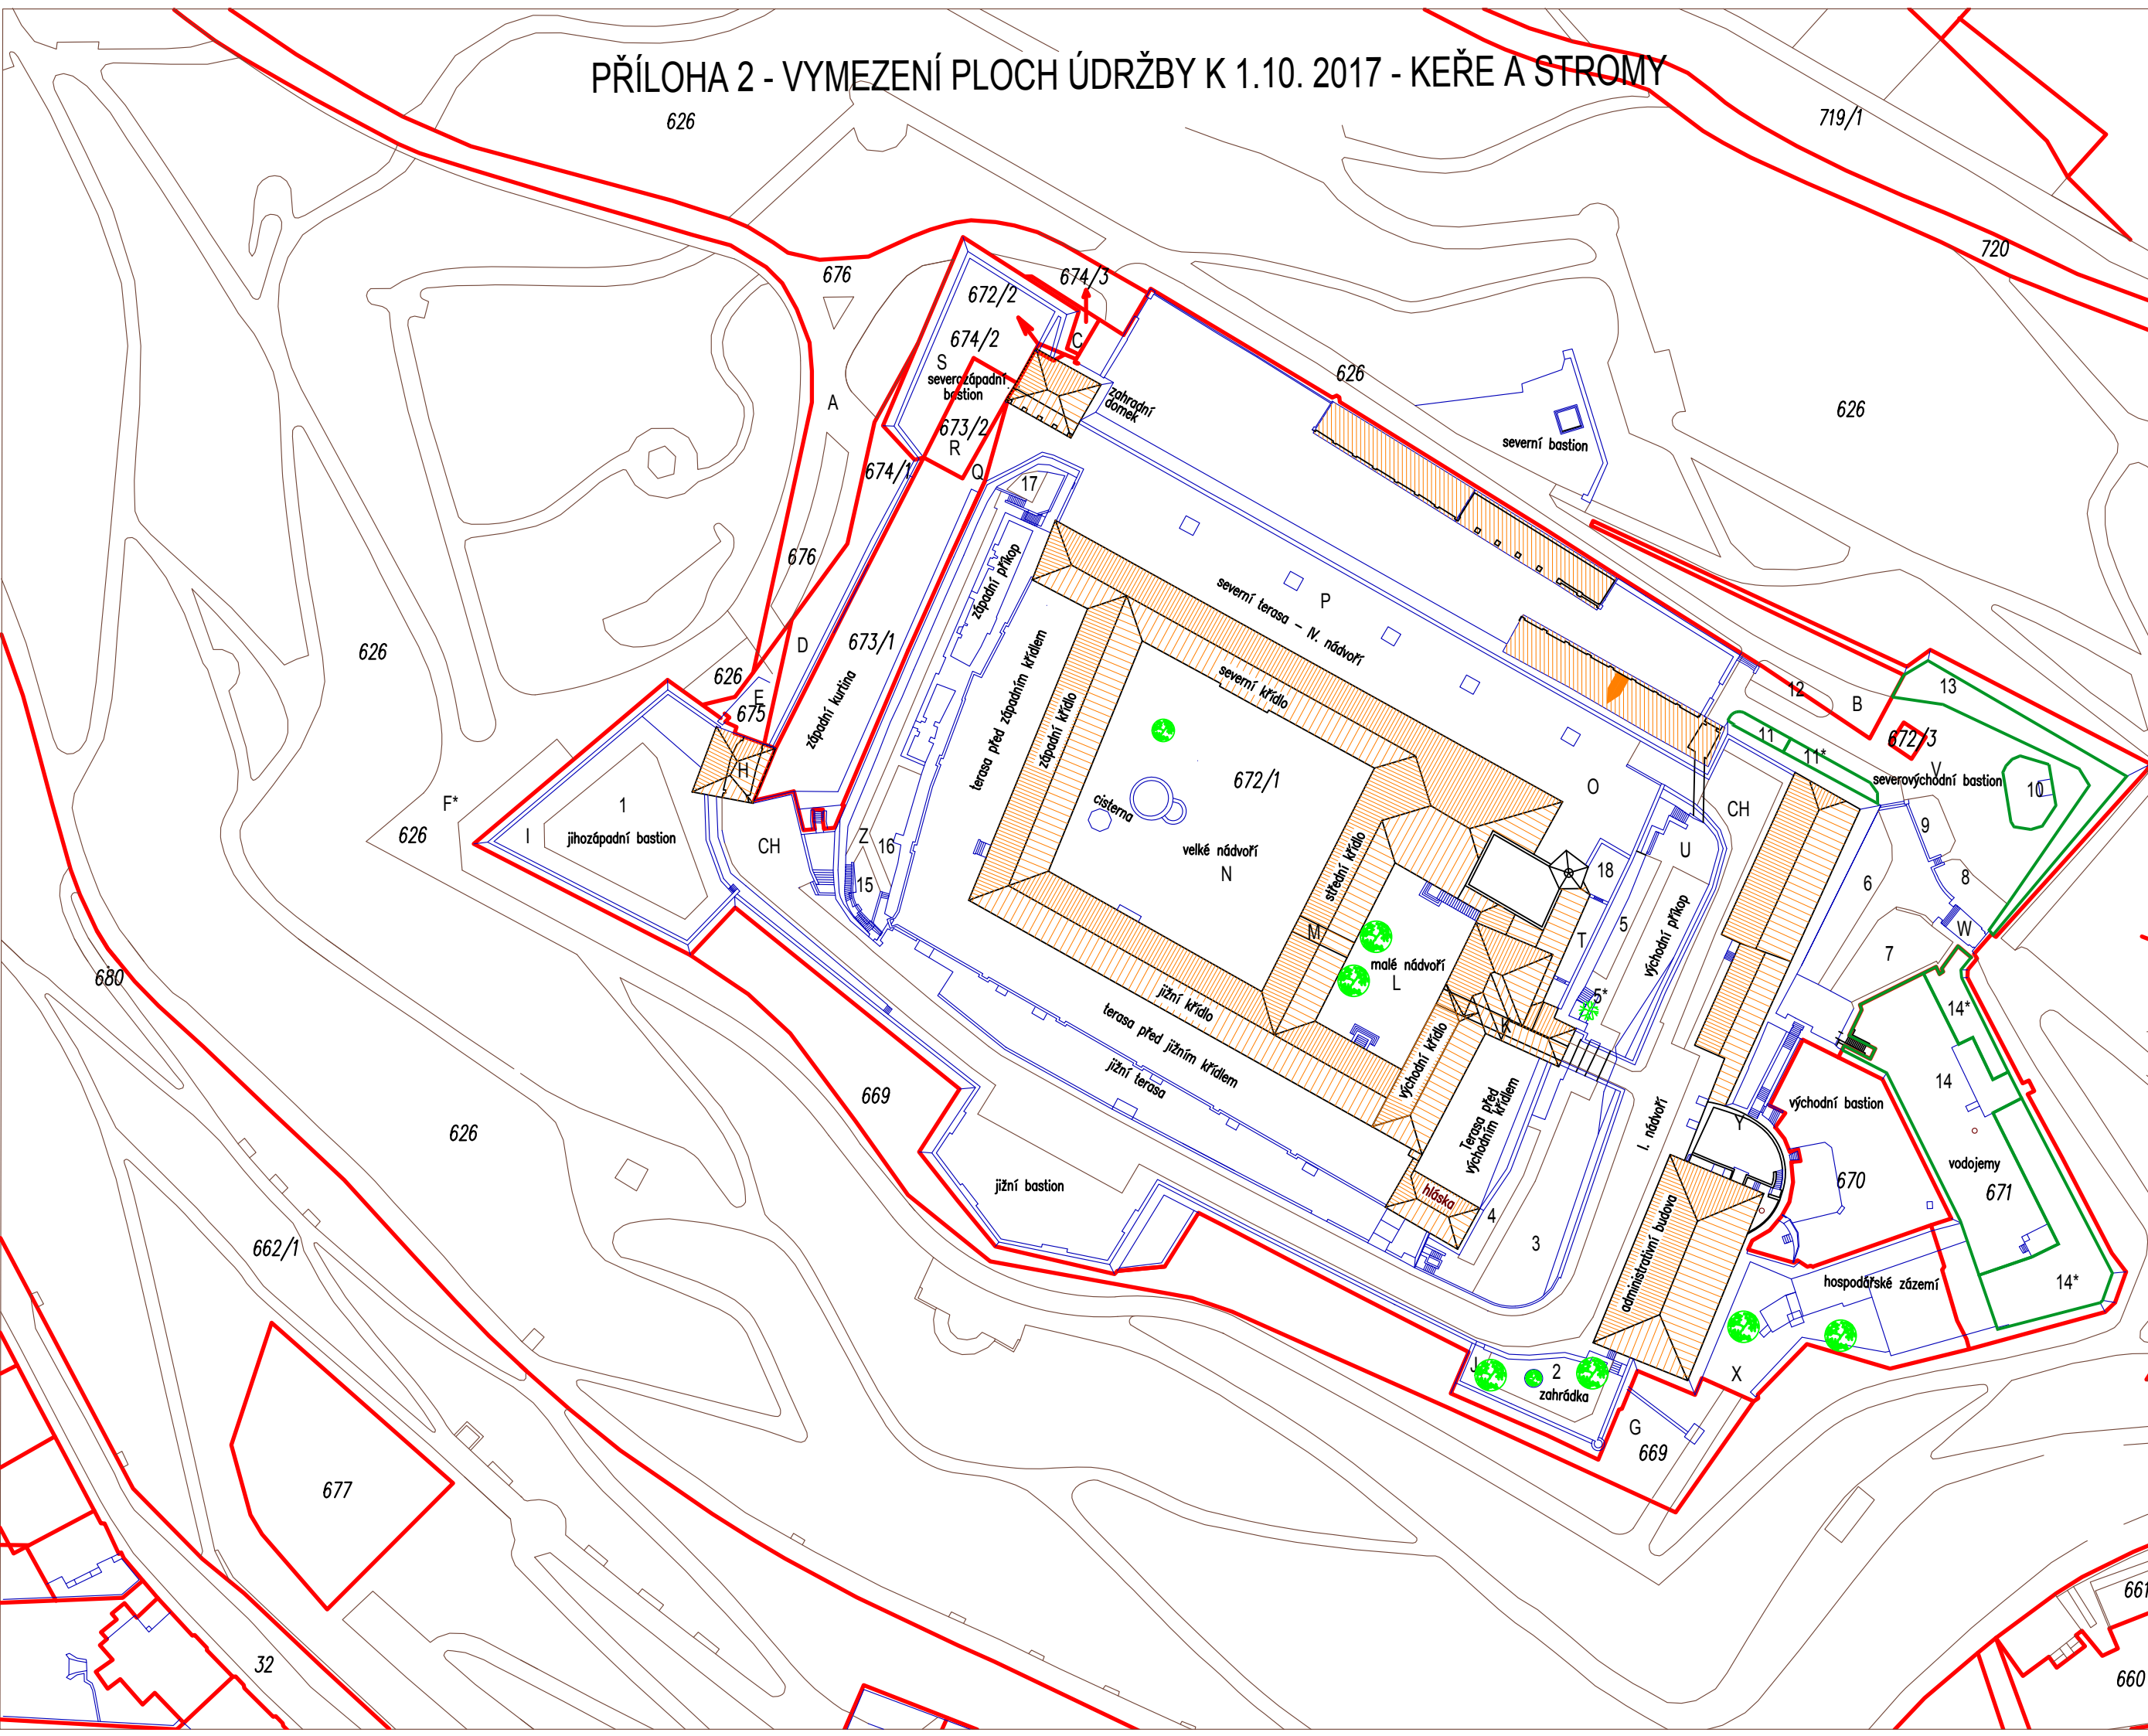 PŘÍLOHA 2 - VYMEZENÍ PLOCH ÚDRŽBY K 1.10. 2017 - KEŘE A STROMY
626
719/1
720
676
674/3
672/2
674/2
C
S
severozápadní
bastion
673/2
R
zahradní
domek
626
626
A
674/1
Q
17
severní bastion
západní příkop
676
severní terasa - IV. nádvoří
P
D
673/1
626
626
E
675
západní kurtina
terasa před západním křídlem
západní křídlo
severní křídlo
12
B
13
11
11*
672/3
V
severovýchodní bastion
10
H
672/1
cisterna
O
CH
F*
626
1
I
jihozápadní bastion
CH
Z
16
15
velké nádvoří
N
střední křídlo
U
18
9
8
6
7
W
5
T
východní příkop
M
malé nádvoří
L
5*
K
680
jižní křídlo
terasa před jižním křídlem
jižní terasa
východní křídlo
Terasa před
východním křídlem
14*
14
I. nádvoří
východní bastion
Y
669
626
jižní bastion
670
vodojemy
671
hláska
4
3
administrativní budova
662/1
hospodářské zázemí
14*
J
2
zahrádka
X
G
669
677
32
661
660